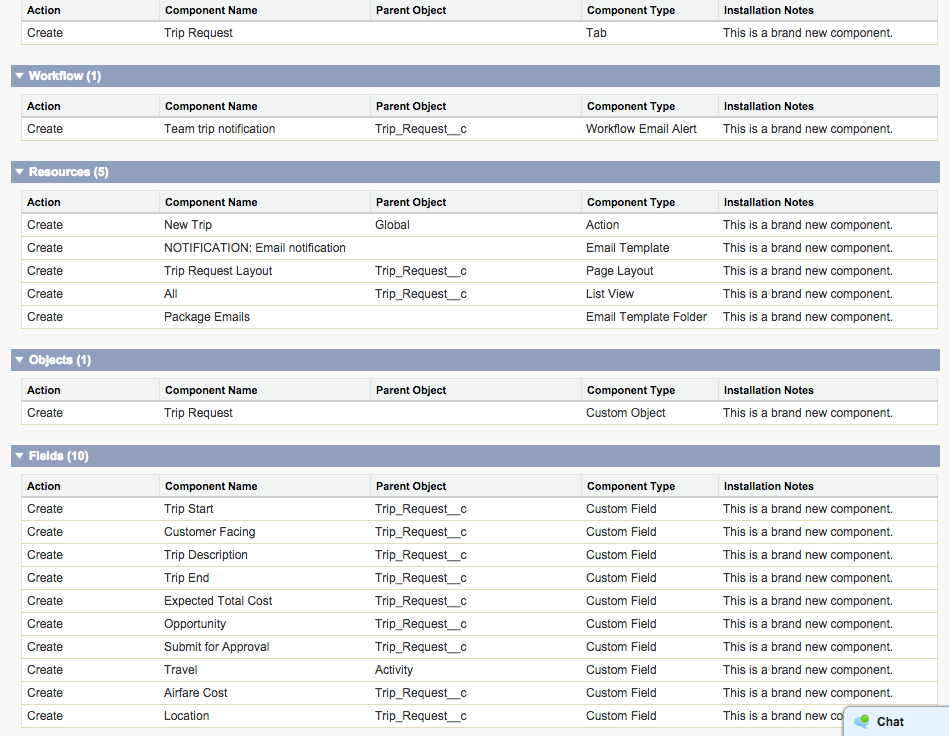 Action Component Name Parent Object Component Type Installation Notes
Create Trip Request Tab This is a brand new component.
Workflow (1)
Action Component Name Parent Object Component Type Installation Notes
Create Team trip notification Trip_Request__c Workflow Email Alert This is a brand new component.
Resources (5)
Action Component Name Parent Object Component Type Installation Notes
Create New Trip Global Action This is a brand new component.
Create NOTIFICATION: Email notification Email Template This is a brand new component.
Create Trip Request Layout Trip_Request__c Page Layout This is a brand new component.
Create All Trip_Request__c List View This is a brand new component.
Create Package Emails Email Template Folder This is a brand new component.
Objects (1)
Action Component Name Parent Object Component Type Installation Notes
Create Trip Request Custom Object This is a brand new component.
Fields (10)
Action Component Name Parent Object Component Type Installation Notes
Create Trip Start Trip_Request__c Custom Field This is a brand new component.
Create Customer Facing Trip_Request__c Custom Field This is a brand new component.
Create Trip Description Trip_Request__c Custom Field This is a brand new component.
Create Trip End Trip_Request__c Custom Field This is a brand new component.
Create Expected Total Cost Trip_Request__c Custom Field This is a brand new component.
Create Opportunity Trip_Request__c Custom Field This is a brand new component.
Create Submit for Approval Trip_Request__c Custom Field This is a brand new component.
Create Travel Activity Custom Field This is a brand new component.
Create Airfare Cost Trip_Request__c Custom Field This is a brand new component.
Create Location Trip_Request__c Custom Field This is a brand new
Chat